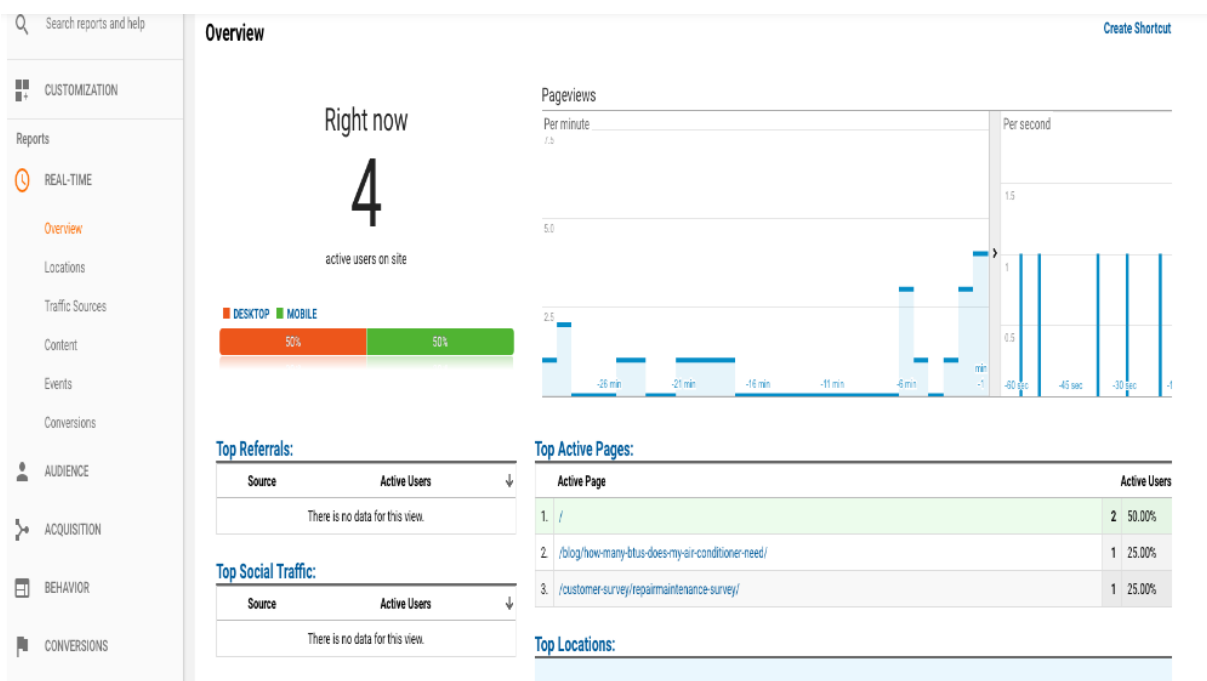 Search reports and help
CUSTOMIZATION
Reports
REAL-TIME
Overview
Locations
Traffic Sources
Content
Events
Conversions
AUDIENCE
ACQUISITION
BEHAVIOR
CONVERSIONS
Overview
Create Shortcut
Right now
4
active users on site
DESKTOP MOBILE
50% 50%
Pageviews
Per minute
7.5
5.0
2.5
-26 min -21 min -16 min -11 min -6 min min -1
Per second
1.5
1
0.5
-60 sec -45 sec -30 sec
Top Referrals:
Source Active Users
There is no data for this view.
Top Social Traffic:
Source Active Users
There is no data for this view.
Top Active Pages:
Active Page Active Users
1. / 2 50.00%
2. /blog/how-many-btus-does-my-air-conditioner-need/ 1 25.00%
3. /customer-survey/repairmaintenance-survey/ 1 25.00%
Top Locations: